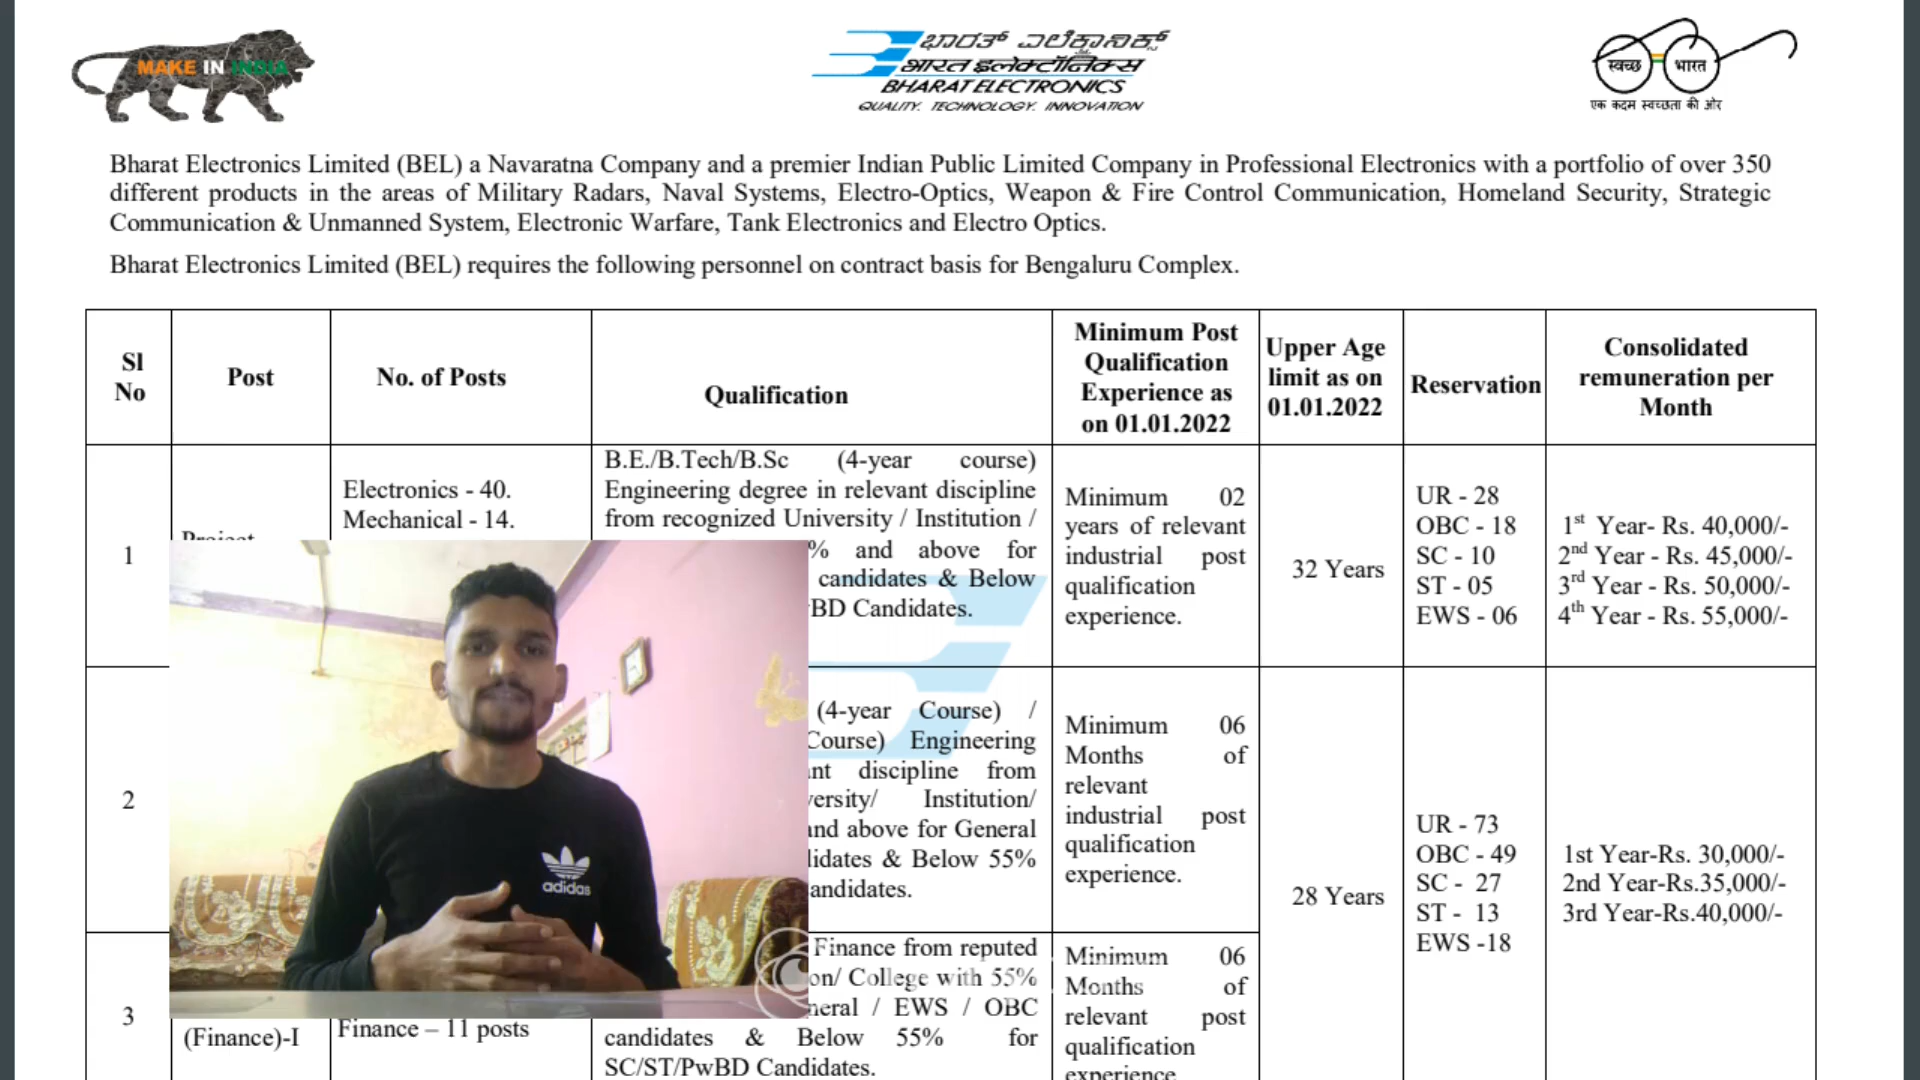 MAKE IN INDIA
ಭಾರತ್ ಎಲೆಕ್ಟ್ರಾನಿಕ್ಸ್
भारत इलेक्ट्रॉनिक्स
BHARAT ELECTRONICS
QUALITY. TECHNOLOGY. INNOVATION
स्वच्छ भारत
एक कदम स्वच्छता की ओर
Bharat Electronics Limited (BEL) a Navaratna Company and a premier Indian Public Limited Company in Professional Electronics with a portfolio of over 350
different products in the areas of Military Radars, Naval Systems, Electro-Optics, Weapon & Fire Control Communication, Homeland Security, Strategic
Communication & Unmanned System, Electronic Warfare, Tank Electronics and Electro Optics.
Bharat Electronics Limited (BEL) requires the following personnel on contract basis for Bengaluru Complex.
Sl
No
Post
No. of Posts
Qualification
Minimum Post
Qualification
Experience as
on 01.01.2022
Upper Age
limit as on
01.01.2022
Reservation
Consolidated
remuneration per
Month
1
Project
Electronics - 40.
Mechanical - 14.
B.E./B.Tech/B.Sc (4-year course)
Engineering degree in relevant discipline
from recognized University / Institution /
% and above for
candidates & Below
BD Candidates.
Minimum 02
years of relevant
industrial post
qualification
experience.
32 Years
UR - 28
OBC - 18
SC - 10
ST - 05
EWS - 06
1st Year- Rs. 40,000/-
2nd Year - Rs. 45,000/-
3rd Year - Rs. 50,000/-
4th Year - Rs. 55,000/-
2
(4-year Course) /
Course) Engineering
discipline from
Institution/
and above for General
& Below 55%
andidates.
Minimum 06
Months of
relevant
industrial post
qualification
experience.
28 Years
UR - 73
OBC - 49
SC - 27
ST - 13
EWS -18
1st Year-Rs. 30,000/-
2nd Year-Rs.35,000/-
3rd Year-Rs.40,000/-
3
(Finance)-I
Finance – 11 posts
Finance from reputed
on/ College with 55%
neral / EWS / OBC
candidates & Below 55% for
SC/ST/PwBD Candidates.
Minimum 06
Months of
relevant post
qualification
experience
adidas